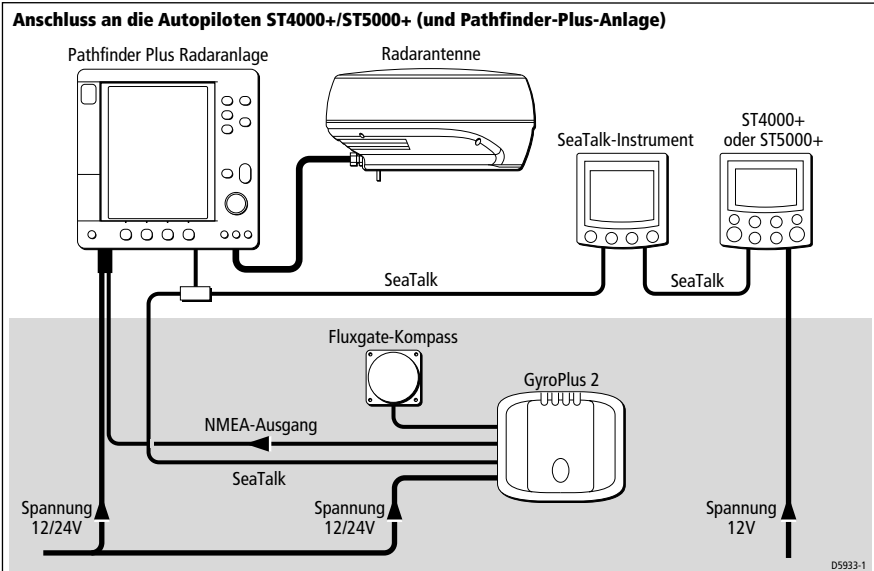 Anschluss an die Autopiloten ST4000+/ST5000+ (und Pathfinder-Plus-Anlage)
Pathfinder Plus Radaranlage
Radarantenne
SeaTalk-Instrument
ST4000+
oder ST5000+
SeaTalk
SeaTalk
Fluxgate-Kompass
GyroPlus 2
NMEA-Ausgang
SeaTalk
Spannung
12/24V
Spannung
12/24V
Spannung
12V
D5933-1